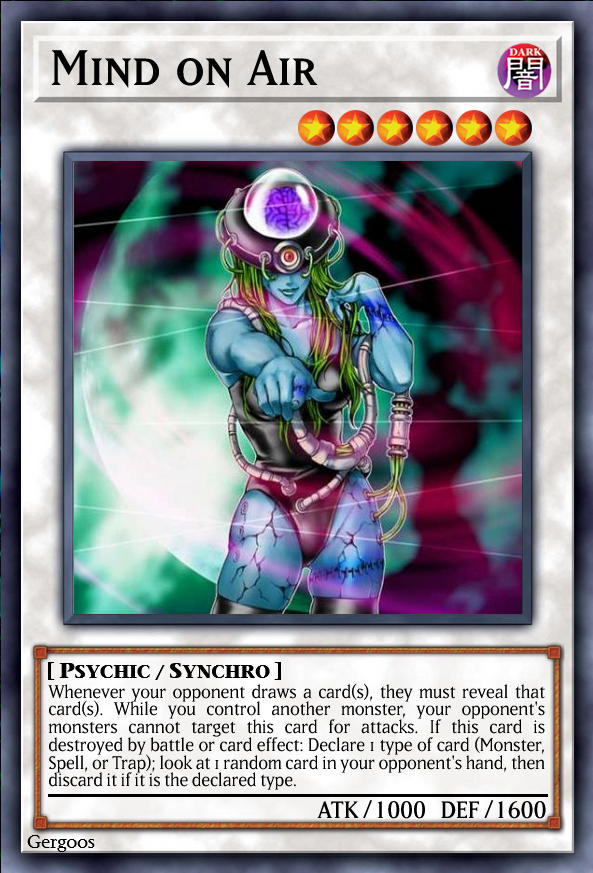 Mind on Air
DARK
闇
[ Psychic / Synchro ]
Whenever your opponent draws a card(s), they must reveal that
card(s). While you control another monster, your opponent's
monsters cannot target this card for attacks. If this card is
destroyed by battle or card effect: Declare 1 type of card (Monster,
Spell, or Trap); look at 1 random card in your opponent's hand, then
discard it if it is the declared type.
ATK / 1000 DEF / 1600
Gergoos